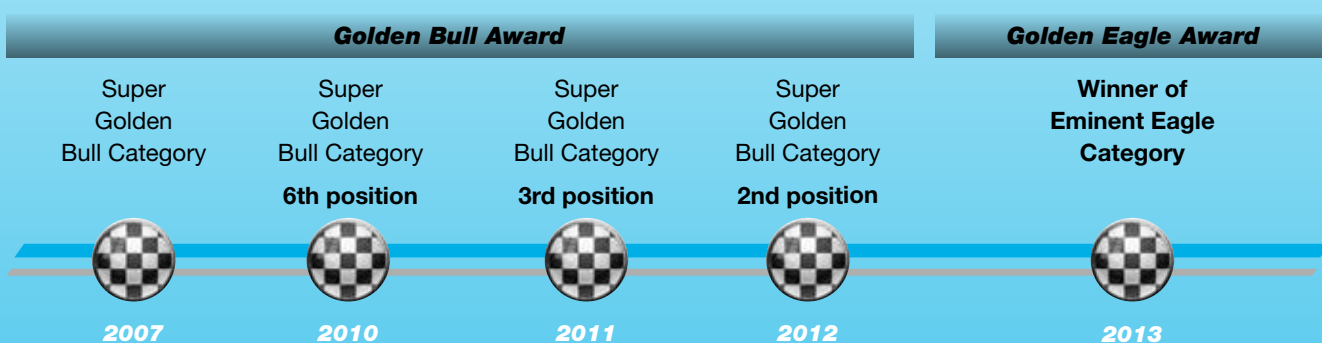 Golden Bull Award
Golden Eagle Award
Super
Golden
Bull Category
Super
Golden
Bull Category
6th position
Super
Golden
Bull Category
3rd position
Super
Golden
Bull Category
2nd position
Winner of
Eminent Eagle
Category
2007
2010
2011
2012
2013